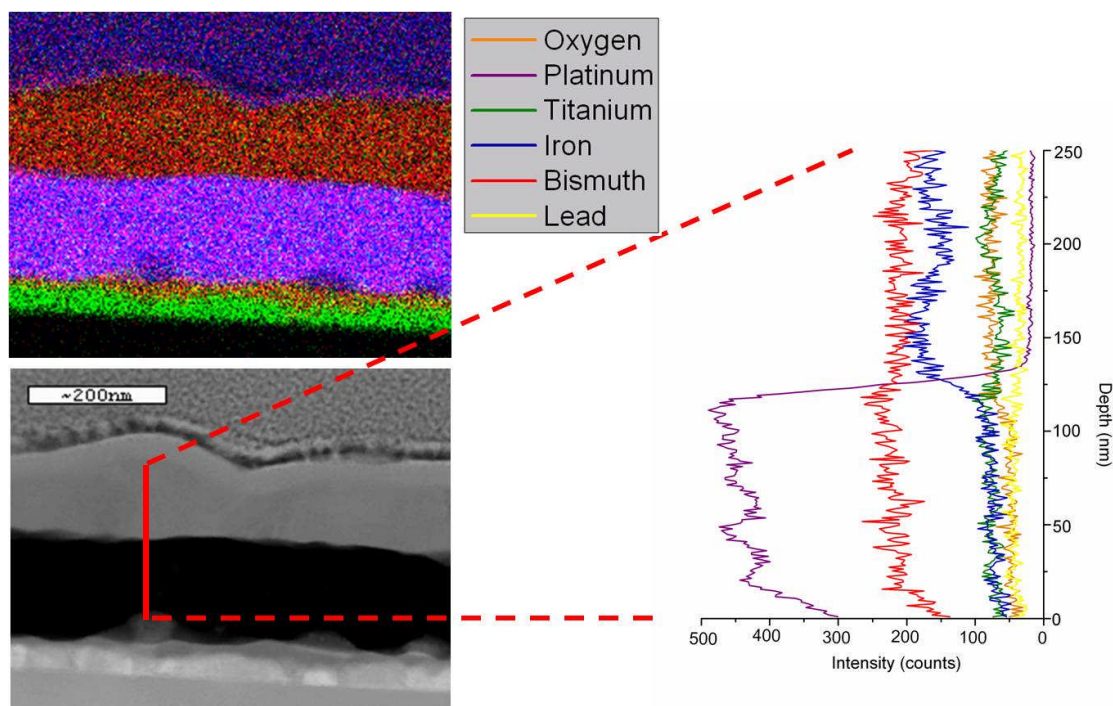 Oxygen
Platinum
Titanium
Iron
Bismuth
Lead
~200nm
250
200
150
100
50
0
Depth (nm)
500 400 300 200 100 0
Intensity (counts)